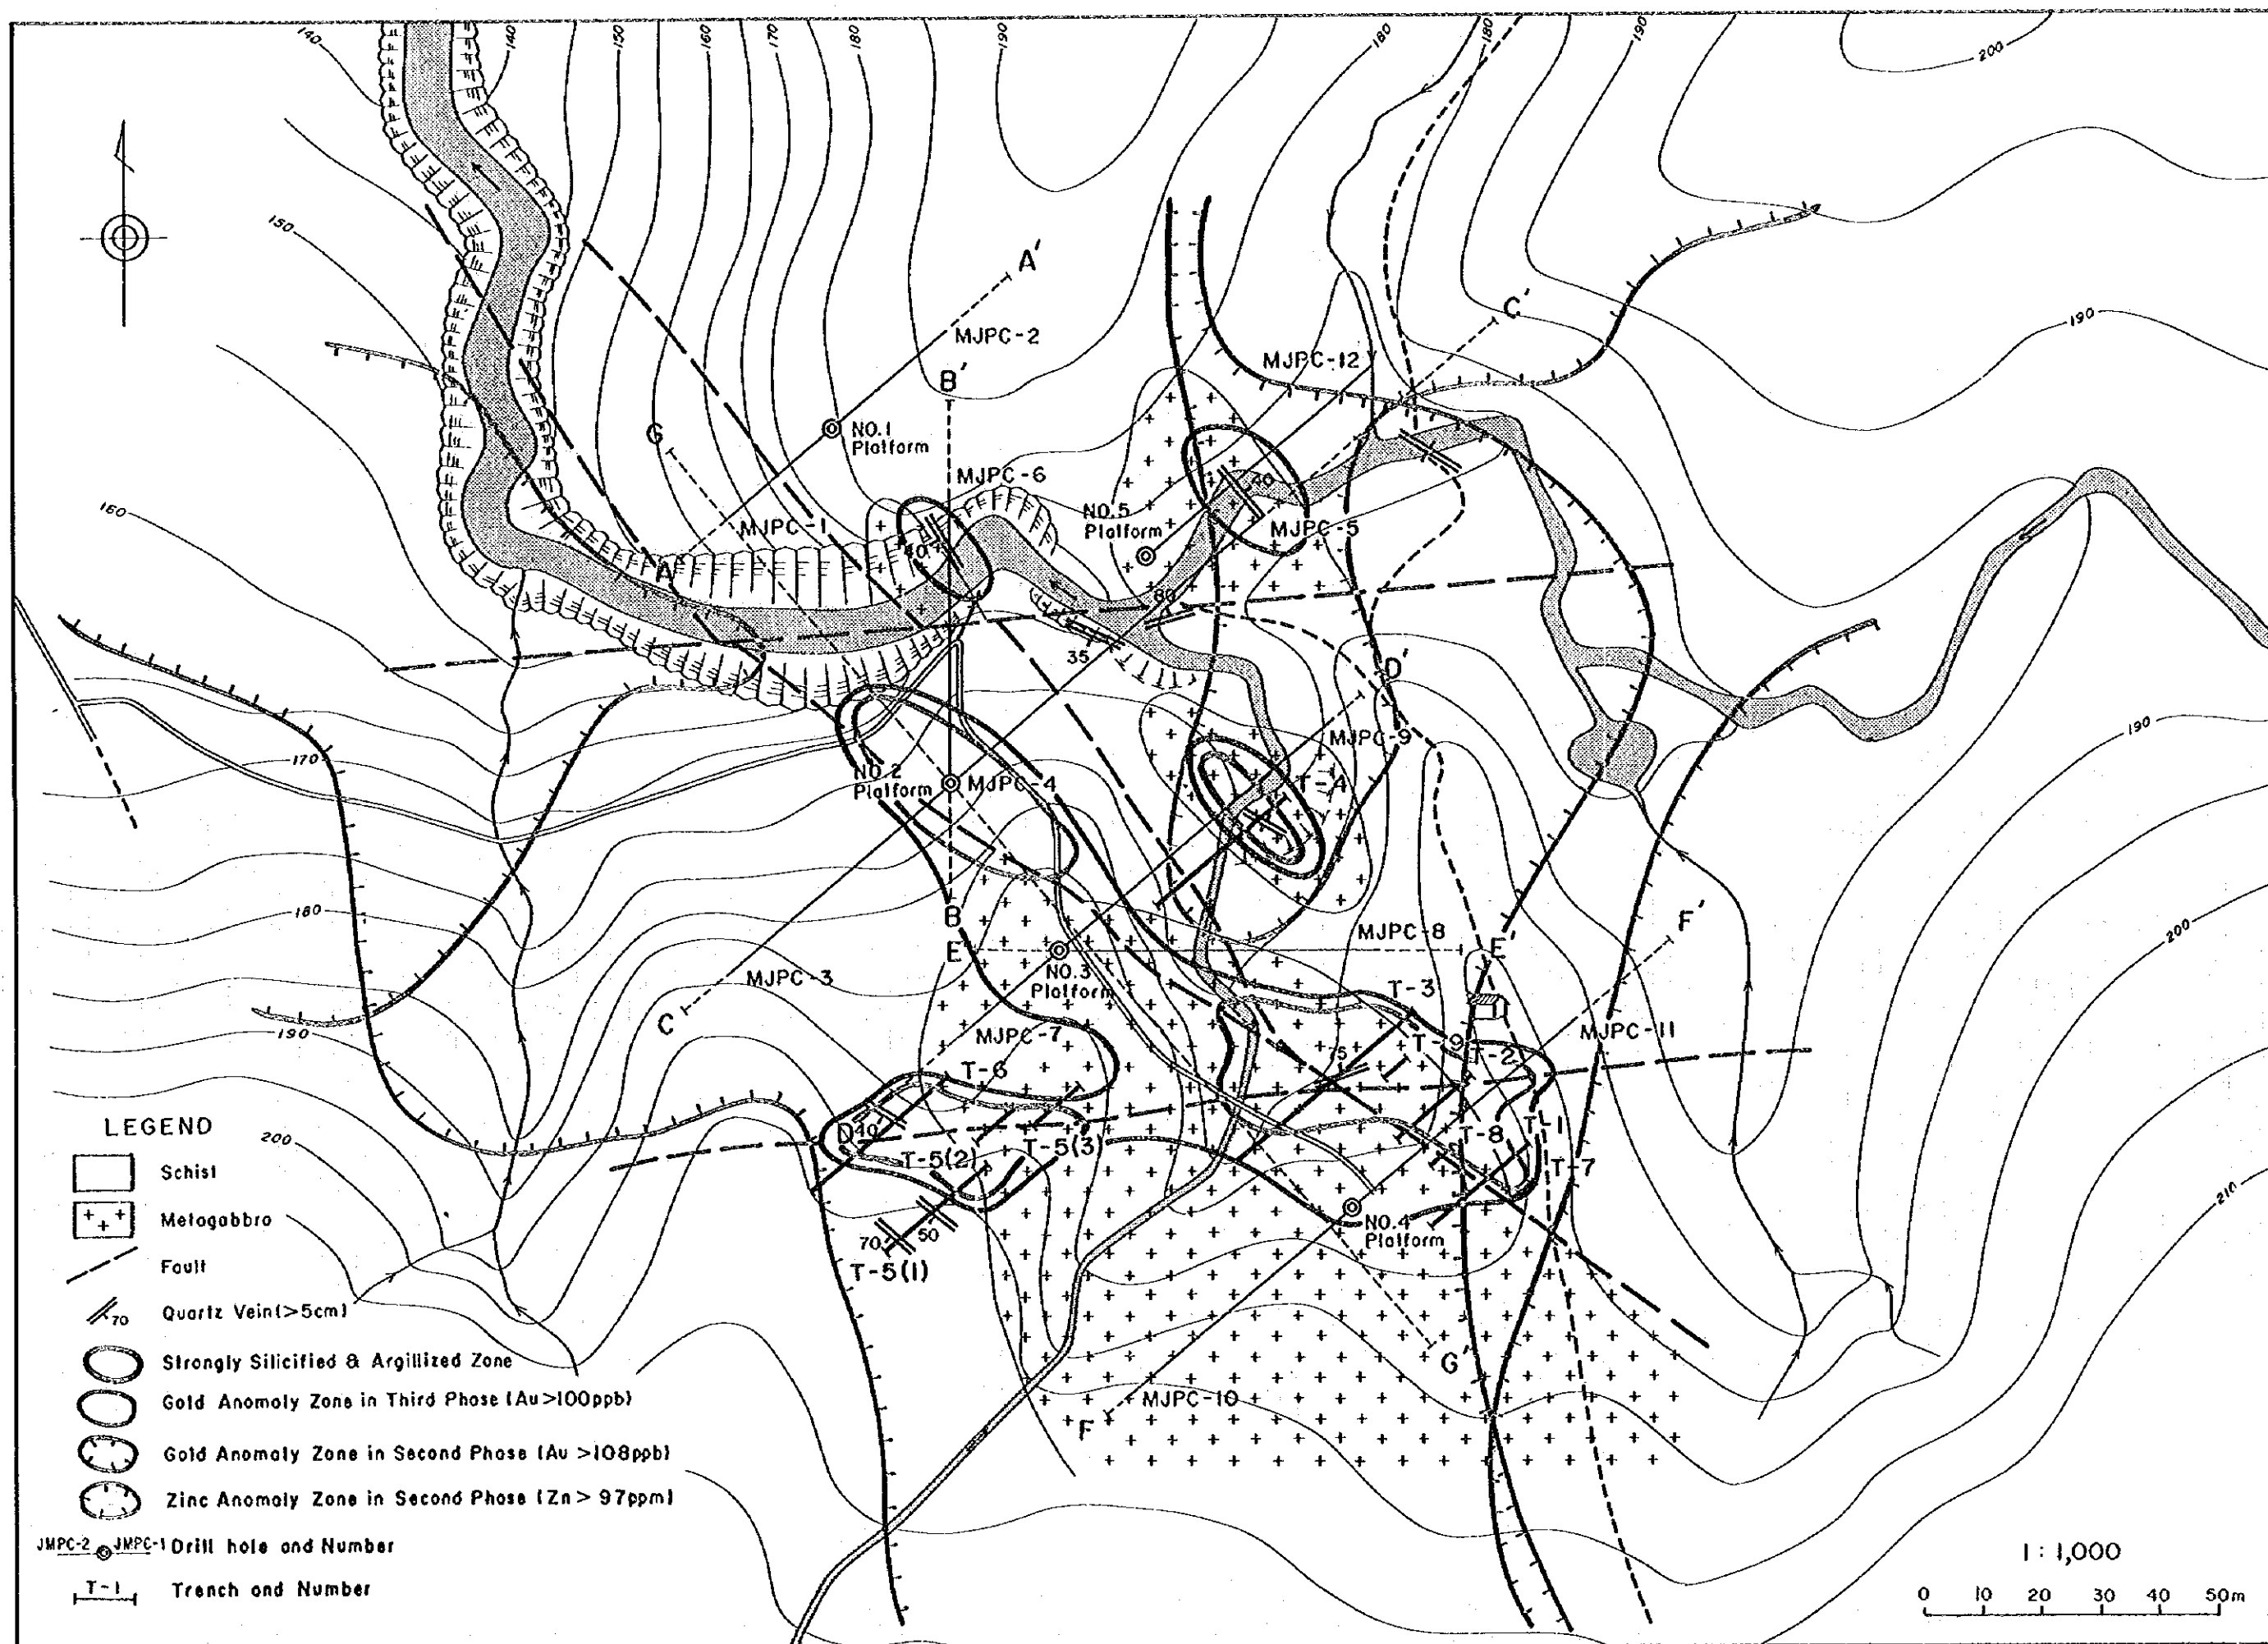 140
140
150
160
170
180
190
180
180
190
200
150
A'
C'
190
MJPC-2
B'
MJPC-12
G
NO.1
Platform
MJPC-6
160
MJPC-1
NO.5
Platform
40
MJPC-5
40
A
80
35
D'
190
MJPC-9
170
NO.2
Platform
MJPC-4
T-4
180
B
F'
200
E
MJPC-8
E'
MJPC-3
NO.3
Platform
T-3
C
190
MJPC-7
T-9
MJPC-11
75
T-2
T-6
LEGEND
200
D
40
T-5(2)
T-5(3)
T-8
T-1
T-7
210
Schist
Metagabbro
70
50
NO.4
Platform
Fault
T-5(1)
70
Quartz Vein(>5cm)
G'
Strongly Silicified & Argillized Zone
Gold Anomaly Zone in Third Phase (Au>100ppb)
MJPC-10
F
Gold Anomaly Zone in Second Phase (Au >108ppb)
Zinc Anomaly Zone in Second Phase (Zn> 97ppm)
JMPC-2 JMPC-1 Drill hole and Number
1 : 1,000
T-1 Trench and Number
0 10 20 30 40 50m